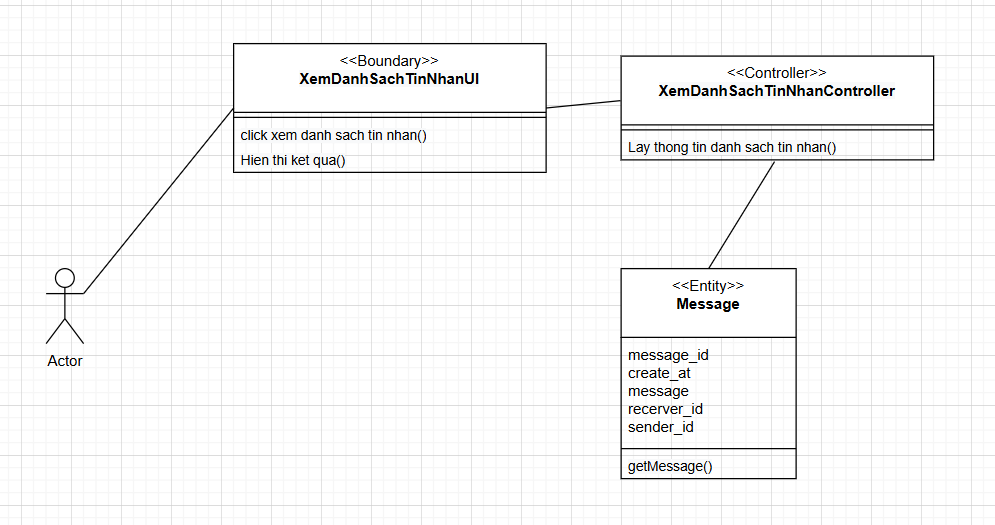 <<Boundary>>
XemDanhSachTinNhanUI
click xem danh sach tin nhan()
Hien thi ket qua()
<<Controller>>
XemDanhSachTinNhanController
Lay thong tin danh sach tin nhan()
Actor
<<Entity>>
Message
message_id
create_at
message
recerver_id
sender_id
getMessage()